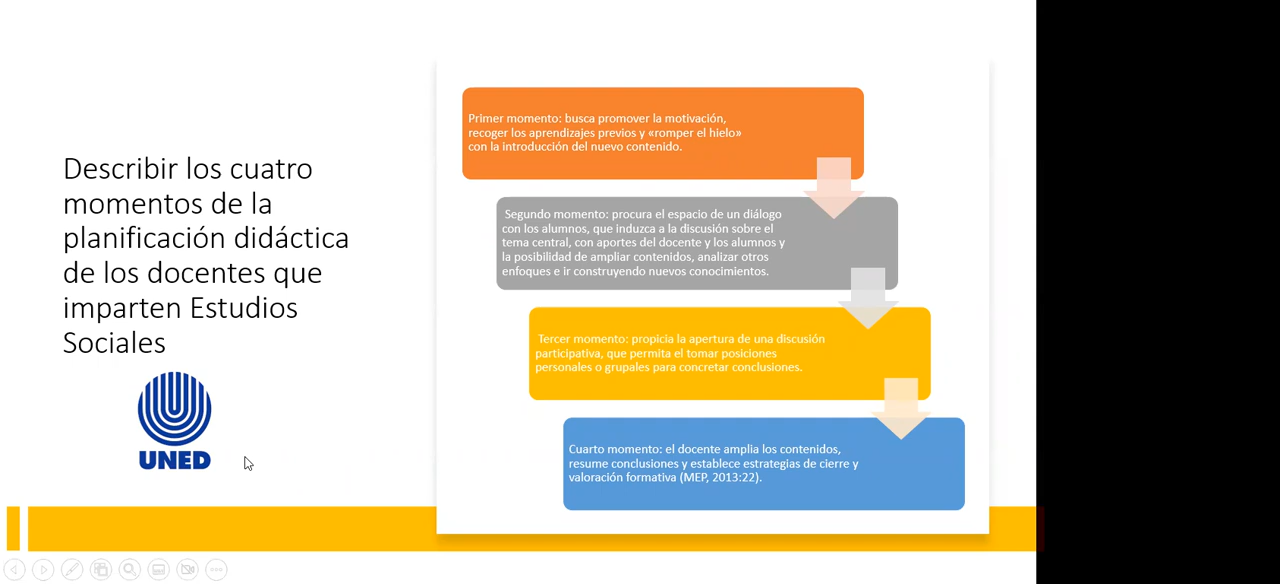 Describir los cuatro
momentos de la
planificación didáctica
de los docentes que
imparten Estudios
Sociales
UNED
Primer momento: busca promover la motivación,
recoger los aprendizajes previos y «romper el hielo»
con la introducción del nuevo contenido.
Segundo momento: procura el espacio de un diálogo
con los alumnos, que induzca a la discusión sobre el
tema central, con aportes del docente y los alumnos y
la posibilidad de ampliar contenidos, analizar otros
enfoques e ir construyendo nuevos conocimientos.
Tercer momento: propicia la apertura de una discusión
participativa, que permita el tomar posiciones
personales o grupales para concretar conclusiones.
Cuarto momento: el docente amplia los contenidos,
resume conclusiones y establece estrategias de cierre y
valoración formativa (MEP, 2013:22).